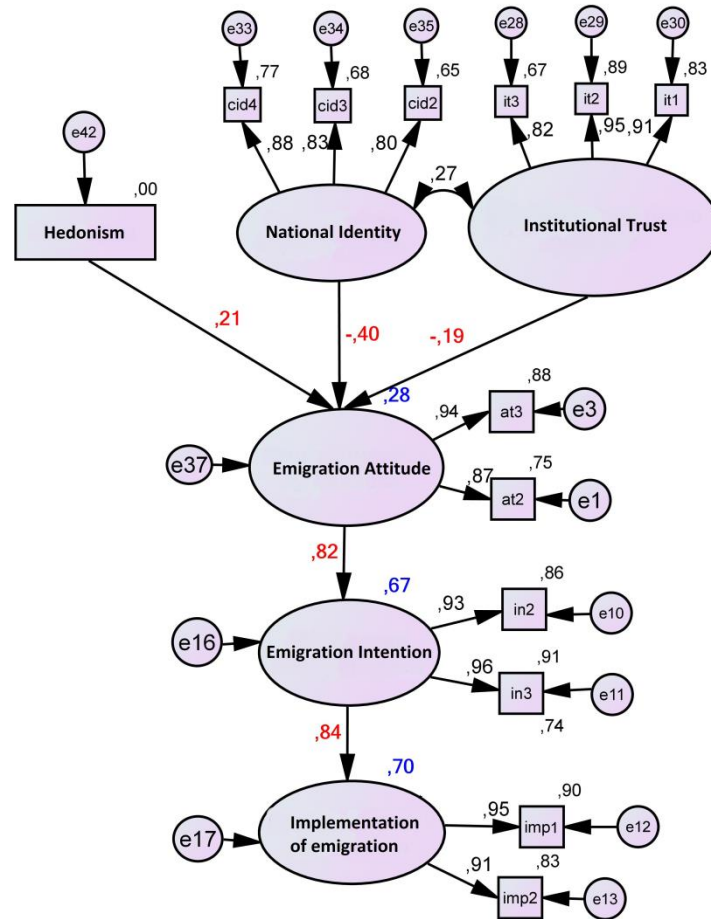 e33
e34
e35
e28
e29
e30
,77
,68
,65
,67
,89
,83
cid4
cid3
cid2
it3
it2
it1
,88
,83
,80
,82
,95
,91
e42
,00
,27
Hedonism
National Identity
Institutional Trust
,21
-,40
-,19
,28
,88
,94
at3
e3
e37
Emigration Attitude
,75
,87
at2
e1
,82
,67
,86
,93
in2
e10
e16
Emigration Intention
,91
,96
in3
e11
,74
,84
,70
,90
,95
imp1
e12
e17
Implementation
of emigration
,83
,91
imp2
e13